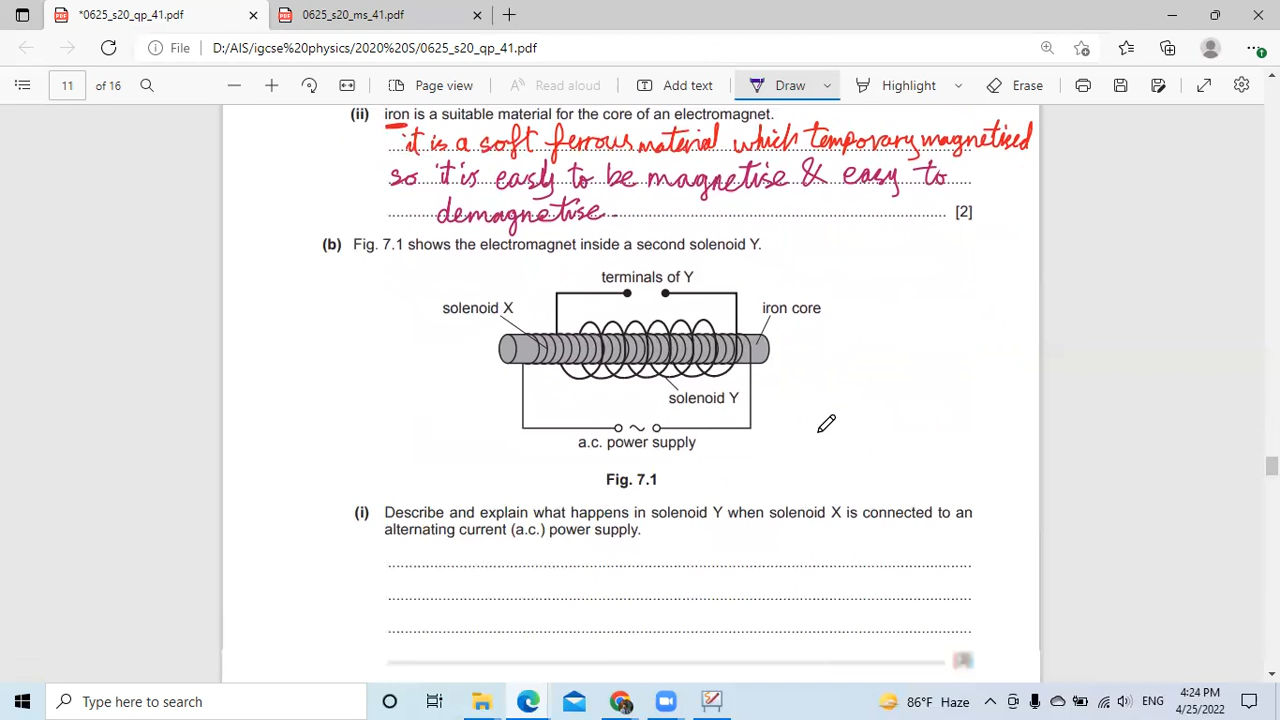 *0625_s20_qp_41.pdf
0625_s20_ms_41.pdf
File
D:/AIS/igcse%20physics/2020%20S/0625_s20_qp_41.pdf
11 of 16
Page view
Read aloud
Add text
Draw
Highlight
Erase
(ii) iron is a suitable material for the core of an electromagnet.
it is a soft ferrous material which temporary magnetised
so it is easly to be magnetise & easy to
demagnetise.
[2]
(b) Fig. 7.1 shows the electromagnet inside a second solenoid Y.
terminals of Y
solenoid X
iron core
solenoid Y
a.c. power supply
Fig. 7.1
(i) Describe and explain what happens in solenoid Y when solenoid X is connected to an
alternating current (a.c.) power supply.
Type here to search
86°F Haze
ENG
4:24 PM
4/25/2022